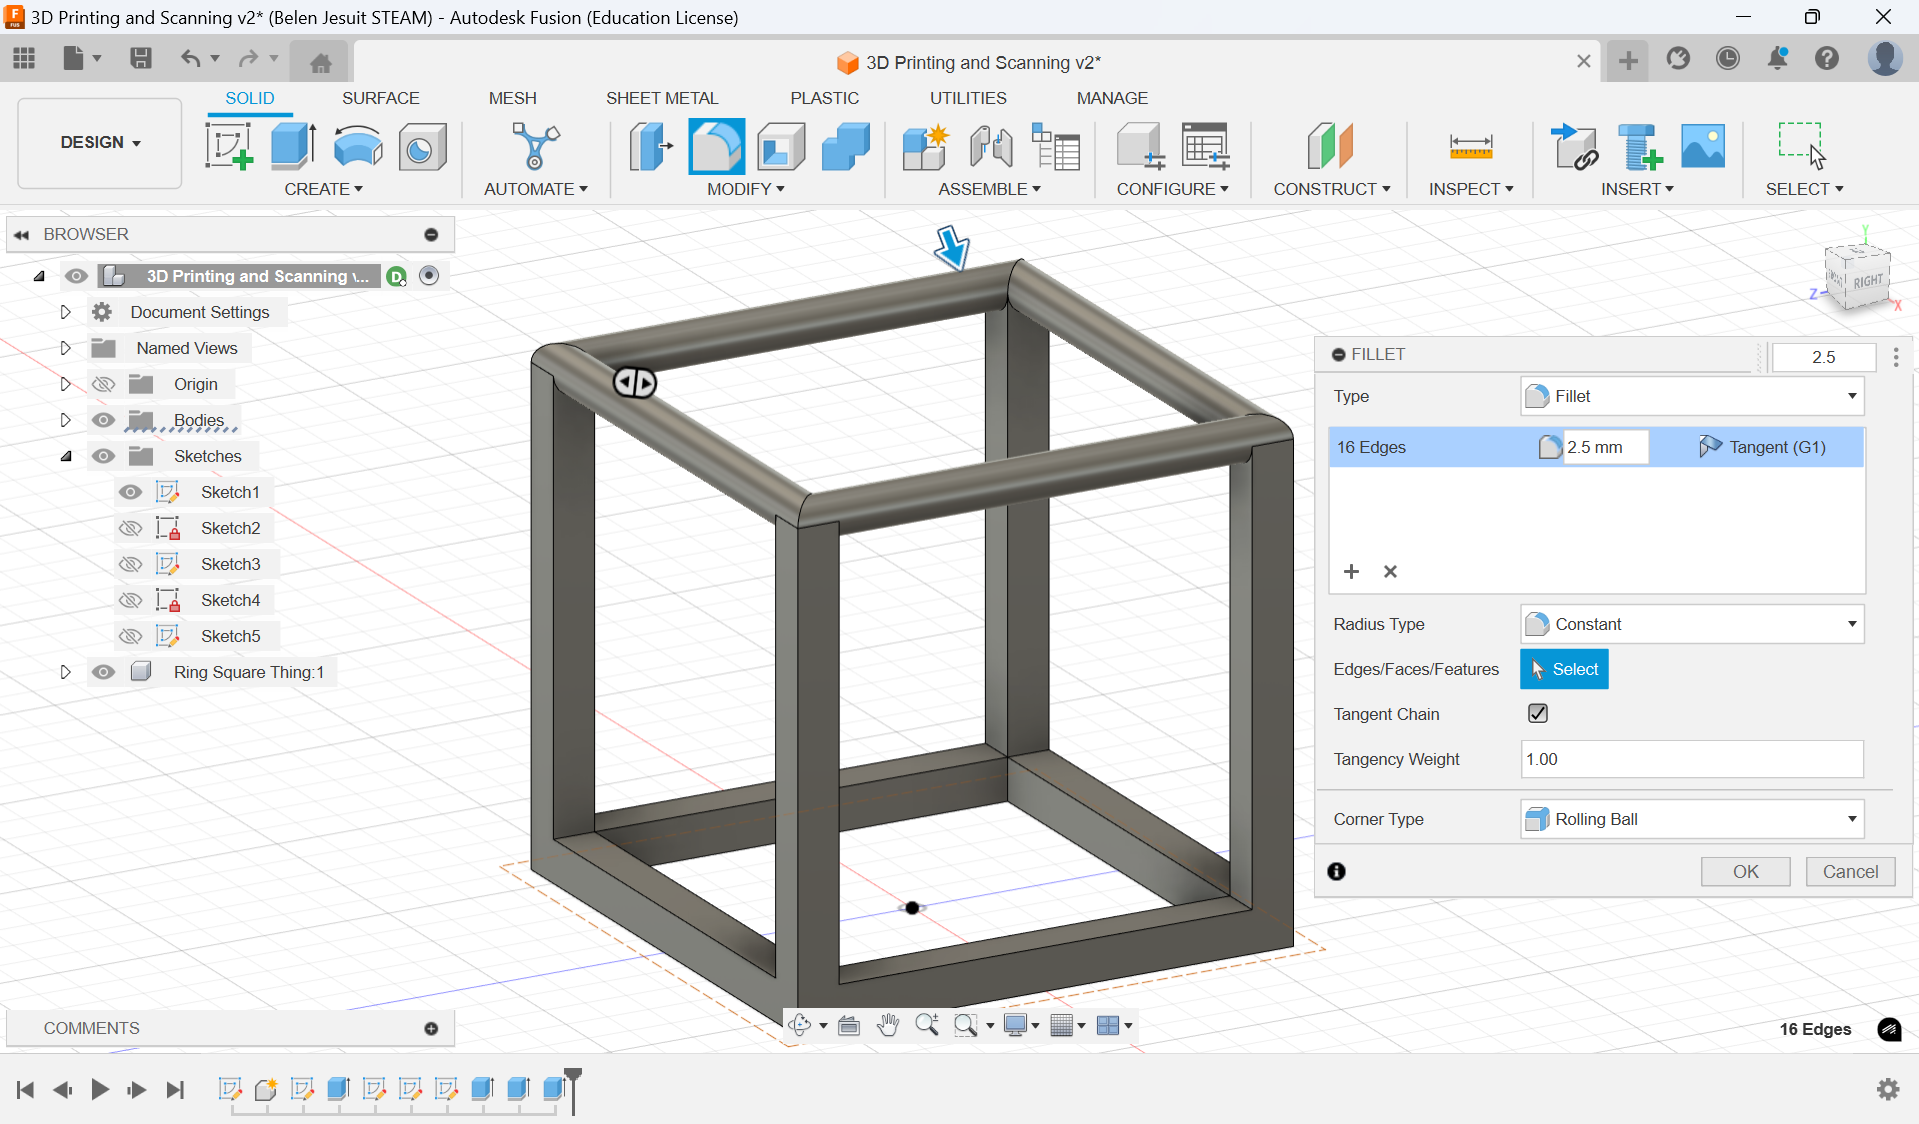 3D Printing and Scanning v2* (Belen Jesuit STEAM) - Autodesk Fusion (Education License)
3D Printing and Scanning v2*
SOLID SURFACE MESH SHEET METAL PLASTIC UTILITIES MANAGE
DESIGN
CREATE AUTOMATE MODIFY ASSEMBLE CONFIGURE CONSTRUCT INSPECT INSERT SELECT
BROWSER
3D Printing and Scanning v...
D
Document Settings
Named Views
Origin
Bodies
Sketches
Sketch1
Sketch2
Sketch3
Sketch4
Sketch5
Ring Square Thing:1
Y
RIGHT
Z
X
FILLET
2.5
Type Fillet
16 Edges 2.5 mm Tangent (G1)
Radius Type Constant
Edges/Faces/Features Select
Tangent Chain
Tangency Weight 1.00
Corner Type Rolling Ball
OK Cancel
COMMENTS
16 Edges